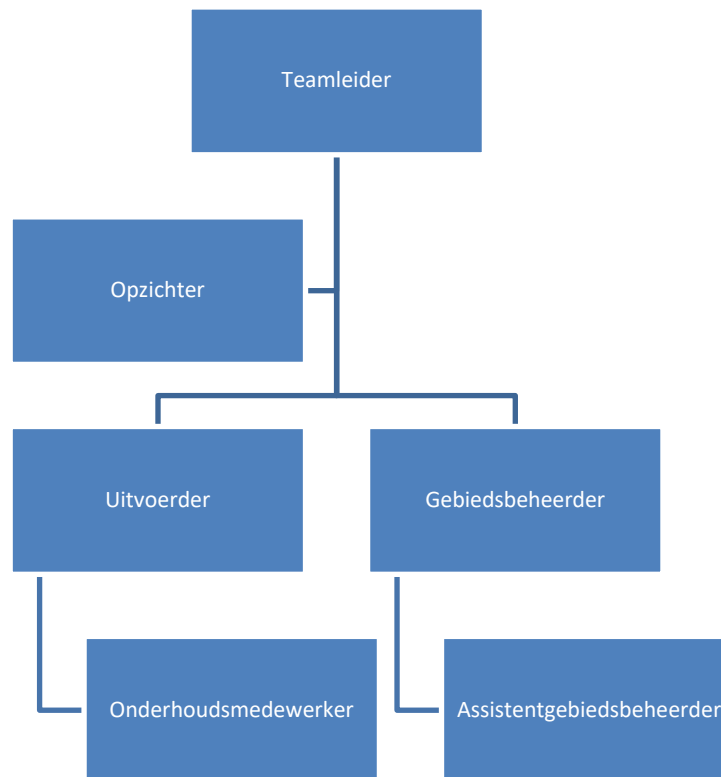 Teamleider
Opzichter
Uitvoerder
Gebiedsbeheerder
Onderhoudsmedewerker
Assistentgebiedsbeheerder